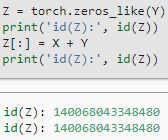 Z = torch.zeros_like(Y)
print('id(Z):', id(Z))
Z[:] = X + Y
print('id(Z):', id(Z))
id(Z): 140068043348480
id(Z): 140068043348480